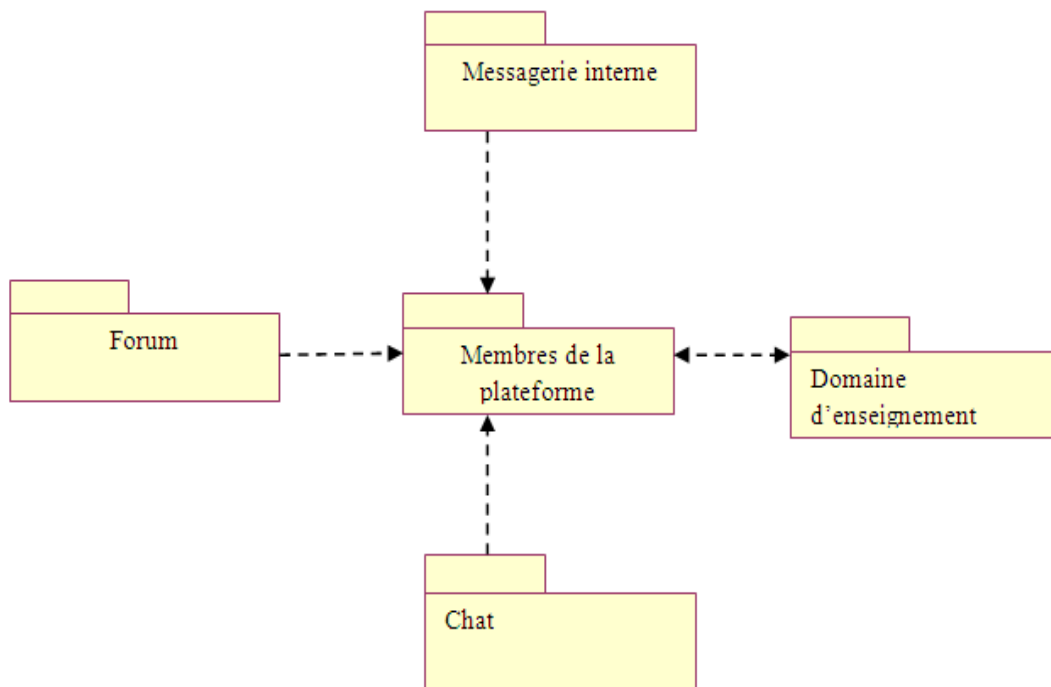 Messagerie interne
Forum
Membres de la
plateforme
Domaine
d’enseignement
Chat